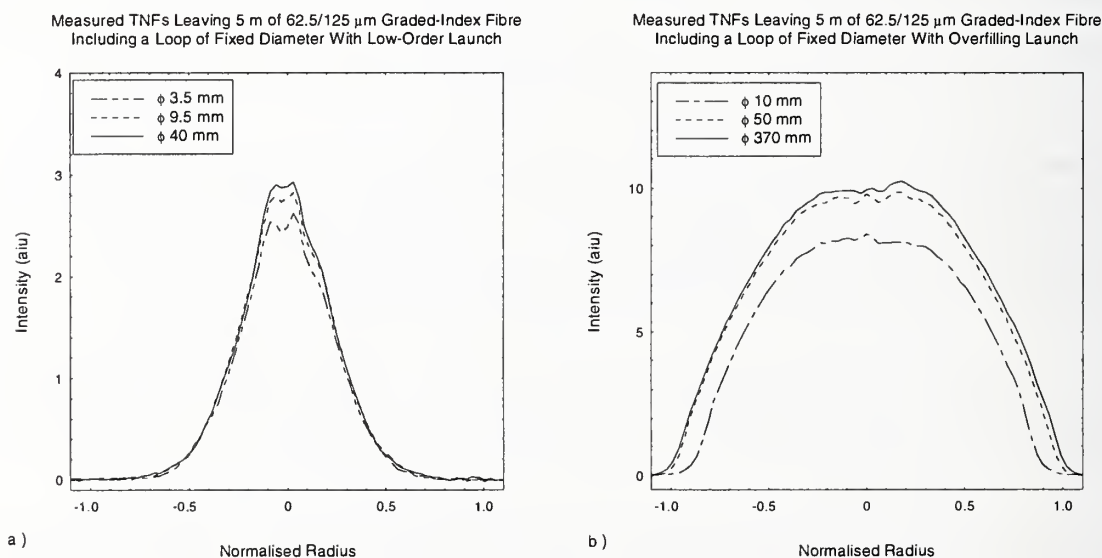 Measured TNFs Leaving 5 m of 62.5/125 μm Graded-Index Fibre
Including a Loop of Fixed Diameter With Low-Order Launch
4
3
2
1
0
Intensity (aiu)
ϕ 3.5 mm
ϕ 9.5 mm
ϕ 40 mm
-1.0 -0.5 0 0.5 1.0
a) Normalised Radius
Measured TNFs Leaving 5 m of 62.5/125 μm Graded-Index Fibre
Including a Loop of Fixed Diameter With Overfilling Launch
10
5
0
Intensity (aiu)
ϕ 10 mm
ϕ 50 mm
ϕ 370 mm
-1.0 -0.5 0 0.5 1.0
b) Normalised Radius